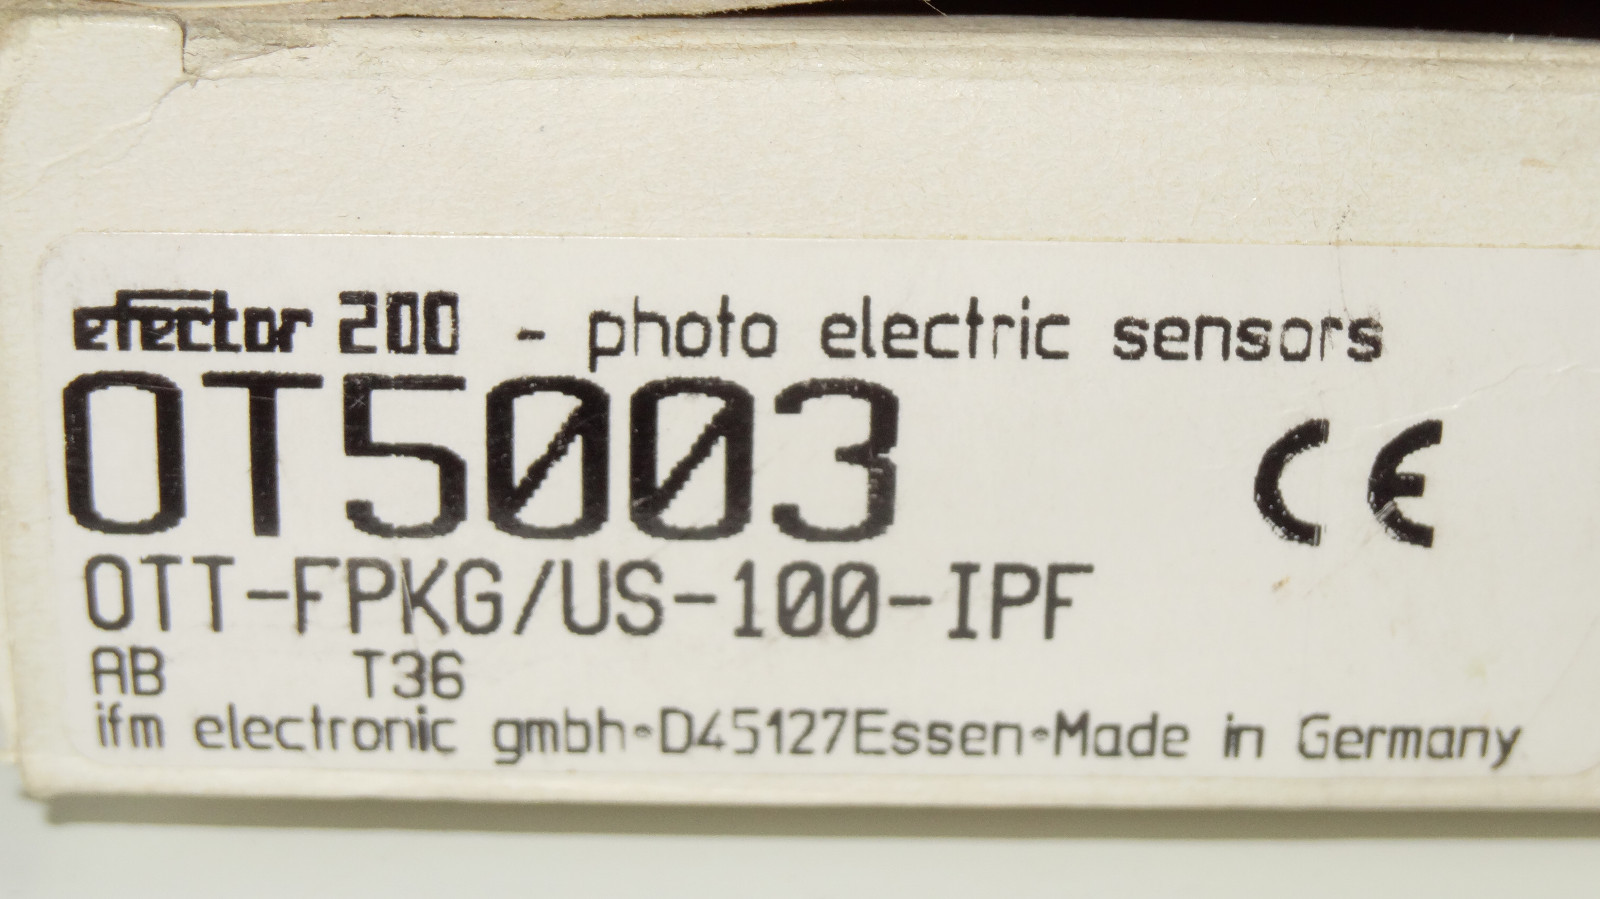 efector 200 - photo electric sensors
OT5003
CE
OTT-FPKG/US-100-IPF
AB T36
ifm electronic gmbh•D45127Essen•Made in Germany